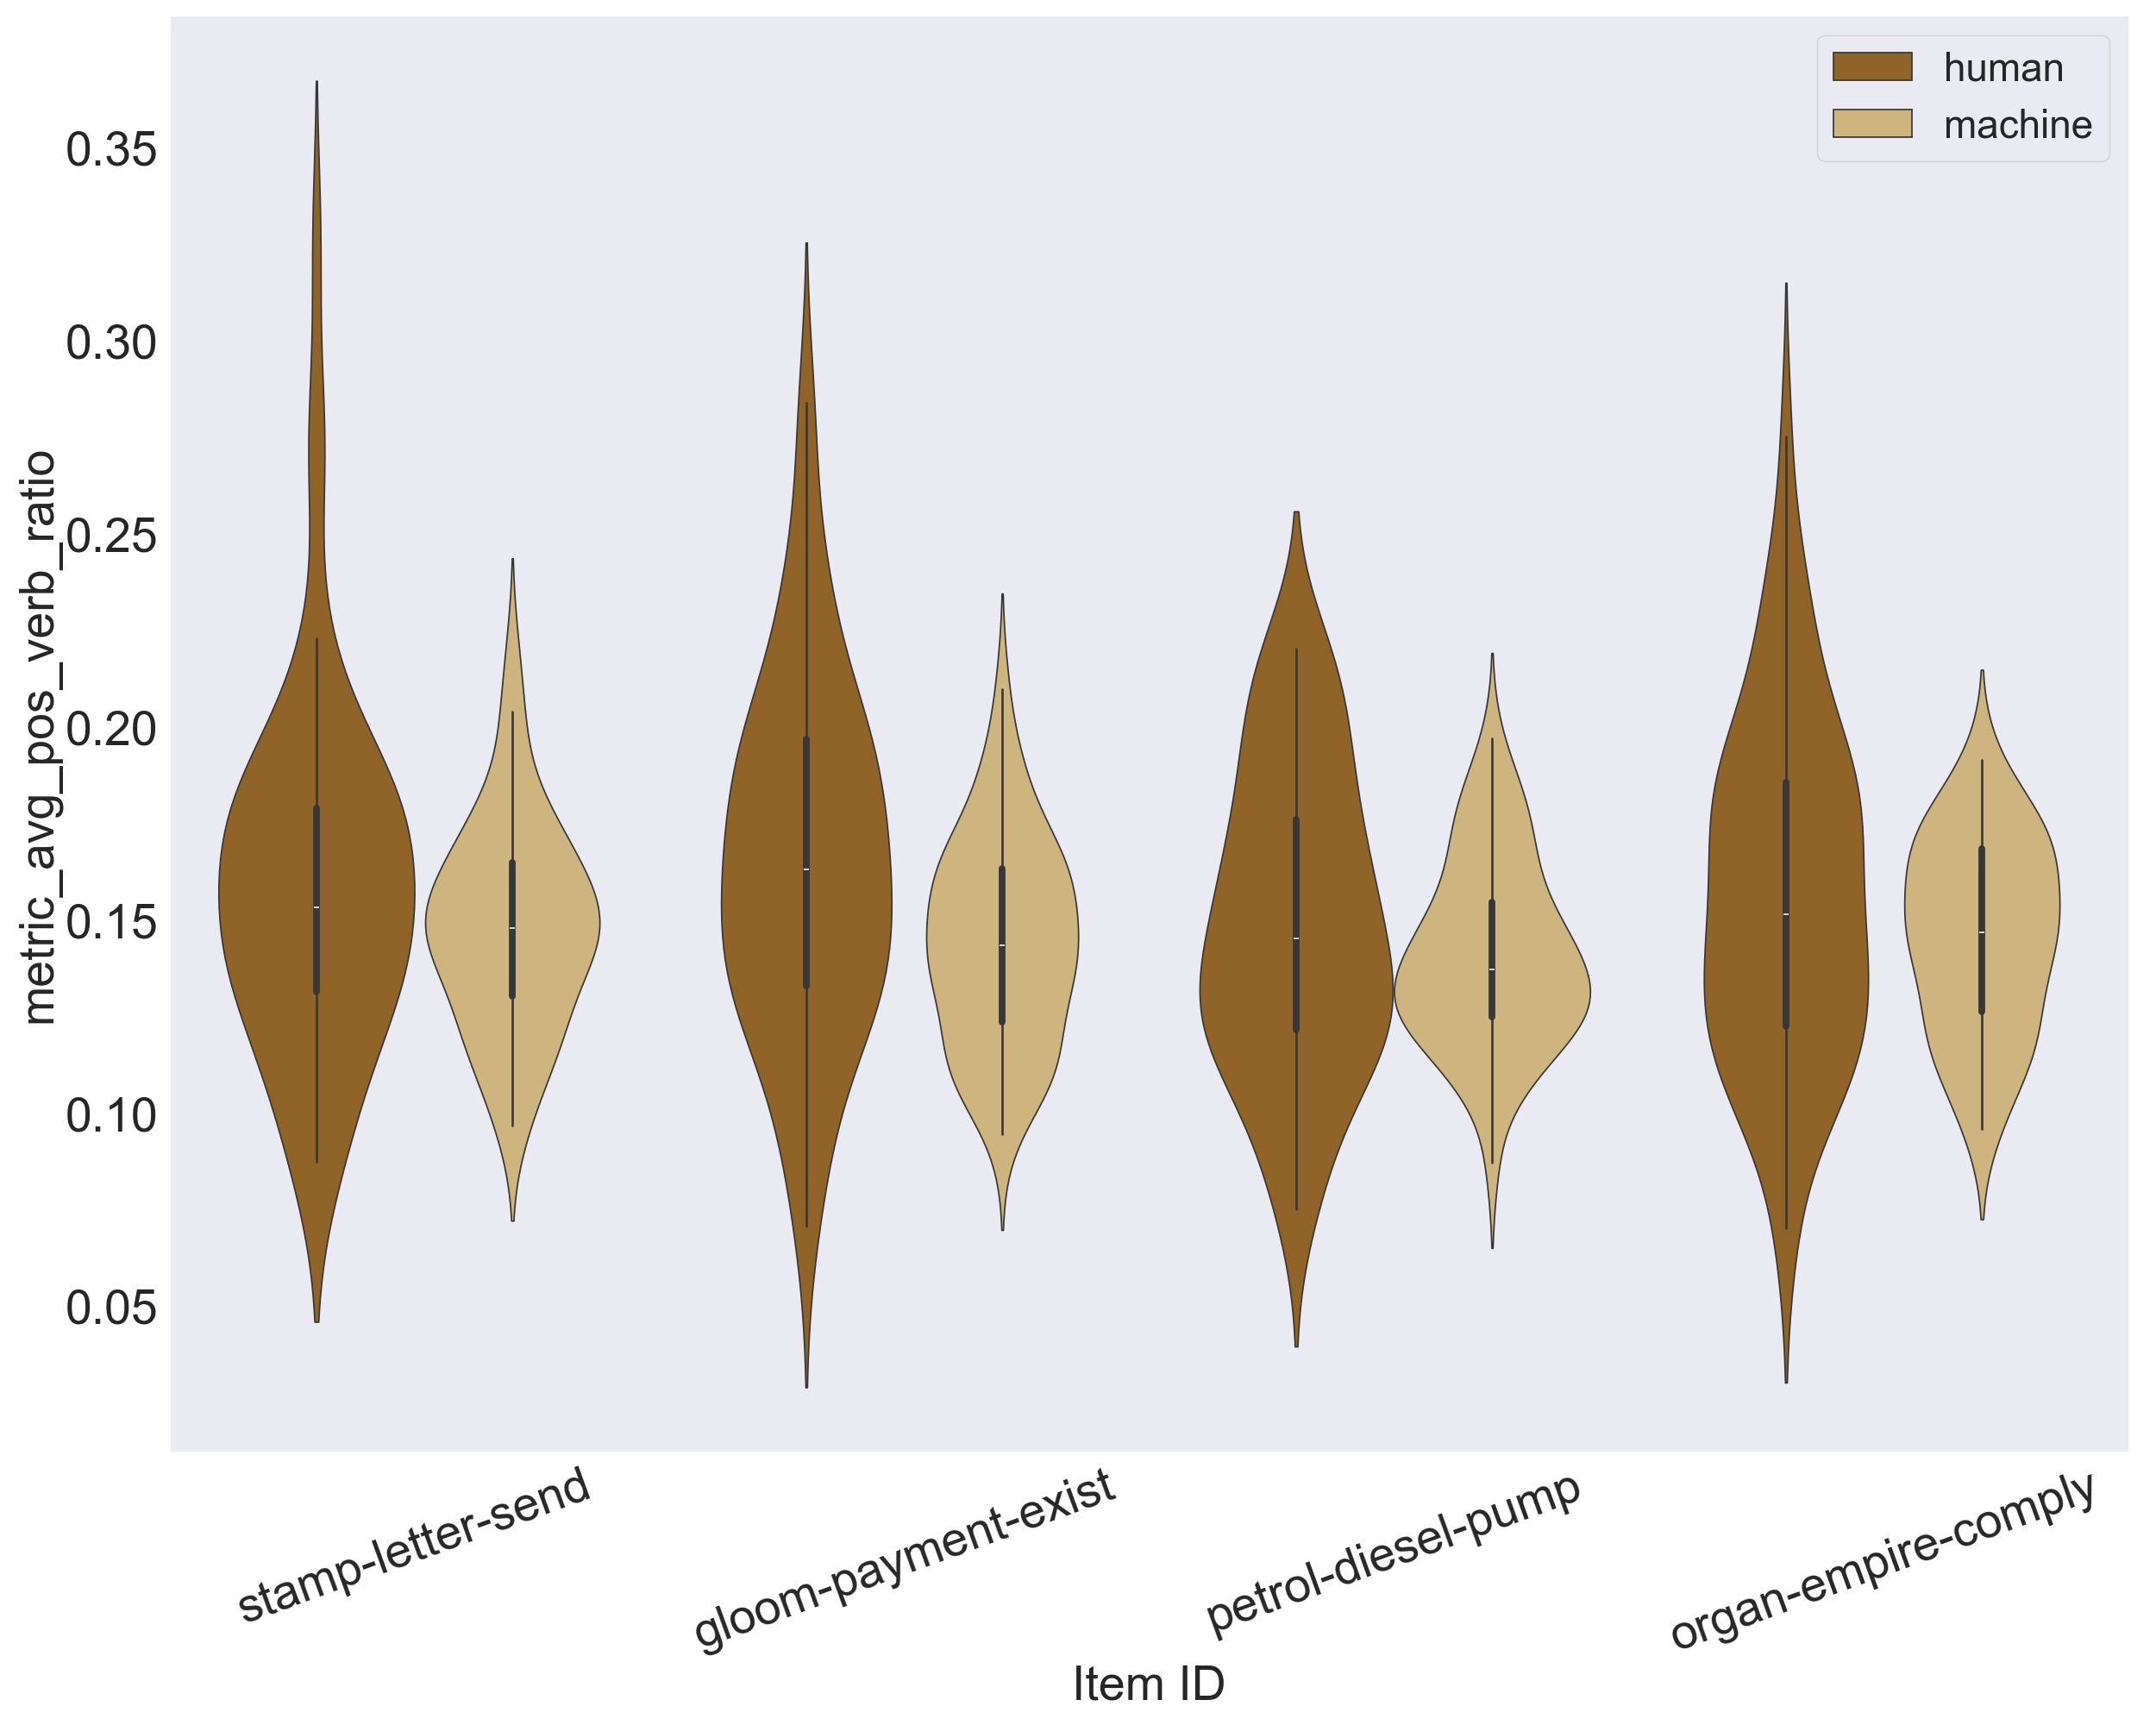 human
machine
0.35
0.30
0.25
0.20
0.15
0.10
0.05
metric_avg_pos_verb_ratio
stamp-letter-send
gloom-payment-exist
petrol-diesel-pump
organ-empire-comply
Item ID